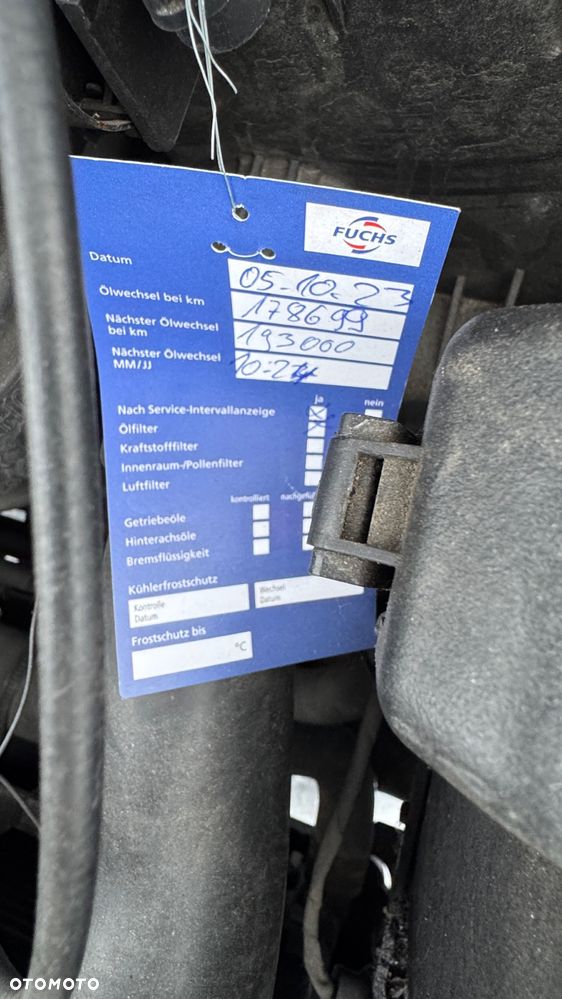 FUCHS
Datum 05-10-23
Ölwechsel bei km 178699
Nächster Ölwechsel
bei km 193000
Nächster Ölwechsel
MM/JJ 10-24
ja nein
Nach Service-Intervallanzeige
Ölfilter
Kraftstofffilter
Innenraum-/Pollenfilter
Luftfilter
kontrolliert nachgefü
Getriebeöle
Hinterachsöle
Bremsflüssigkeit
Kühlerfrostschutz
Kontrolle
Datum
Wechsel
Datum
Frostschutz bis
°C
OTOMOTO